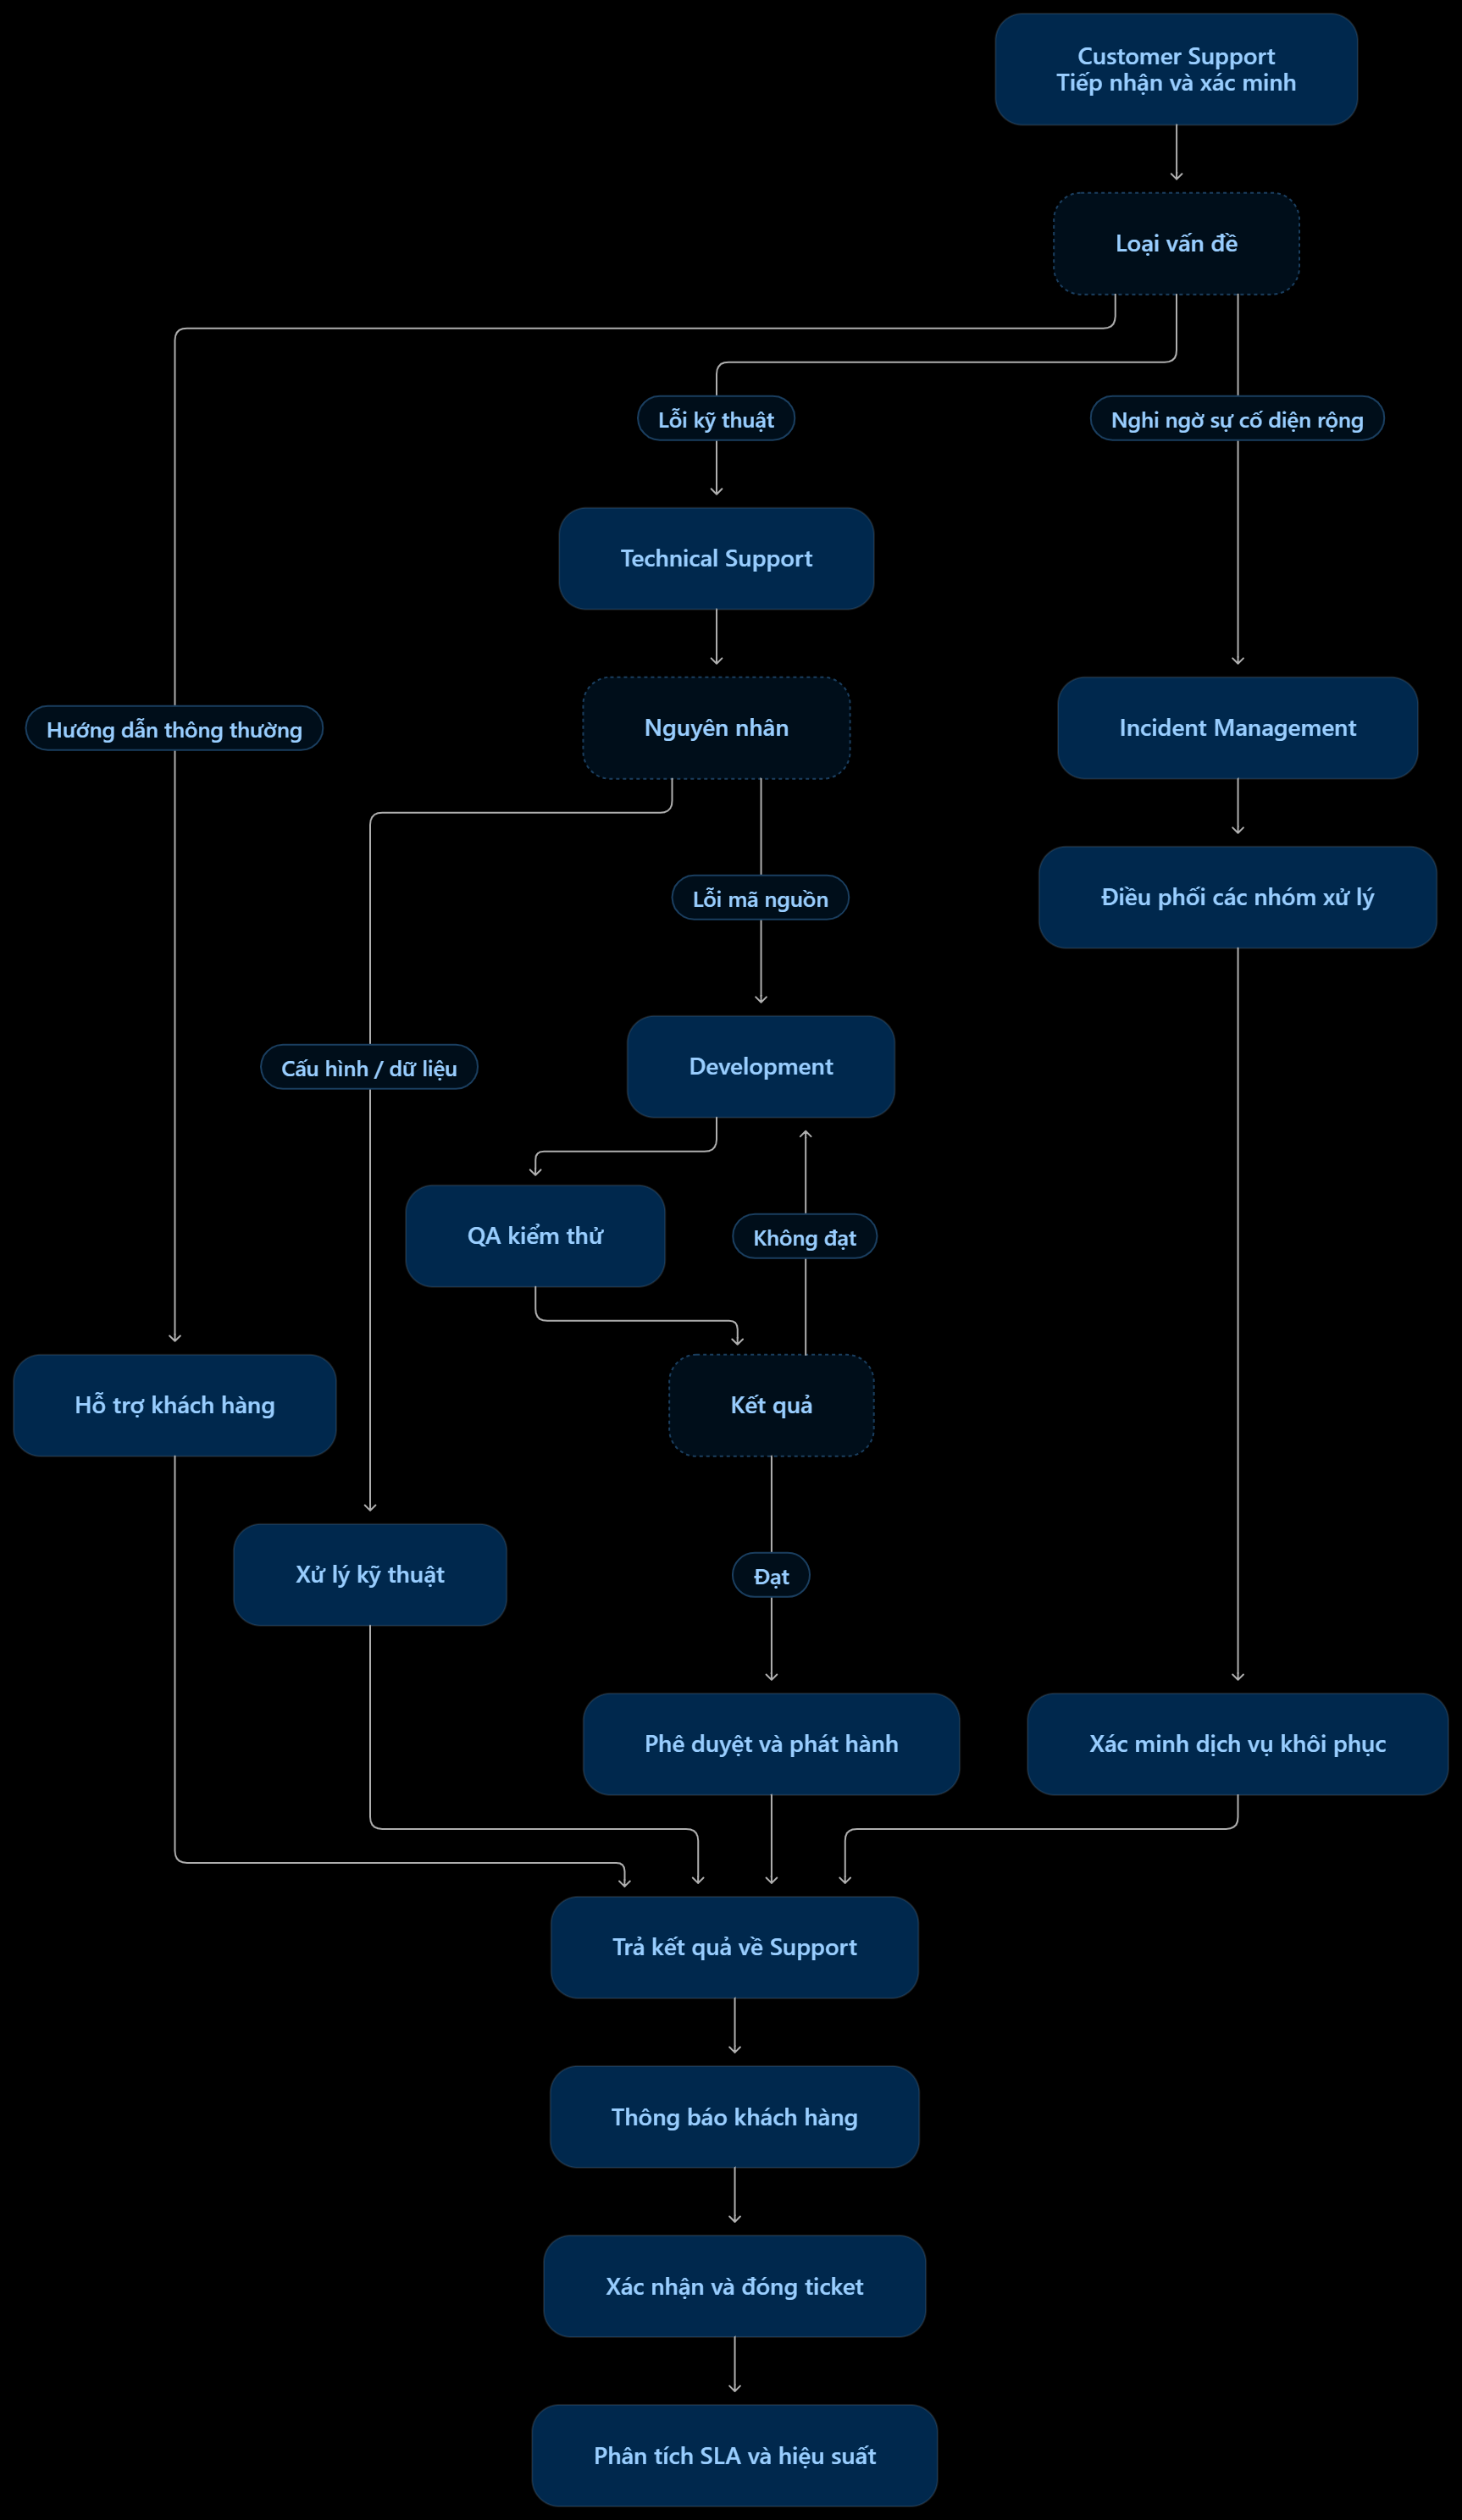 Customer Support
Tiếp nhận và xác minh
Loại vấn đề
Lỗi kỹ thuật
Nghi ngờ sự cố diện rộng
Technical Support
Hướng dẫn thông thường
Nguyên nhân
Incident Management
Lỗi mã nguồn
Điều phối các nhóm xử lý
Cấu hình / dữ liệu
Development
QA kiểm thử
Không đạt
Hỗ trợ khách hàng
Kết quả
Xử lý kỹ thuật
Đạt
Phê duyệt và phát hành
Xác minh dịch vụ khôi phục
Trả kết quả về Support
Thông báo khách hàng
Xác nhận và đóng ticket
Phân tích SLA và hiệu suất